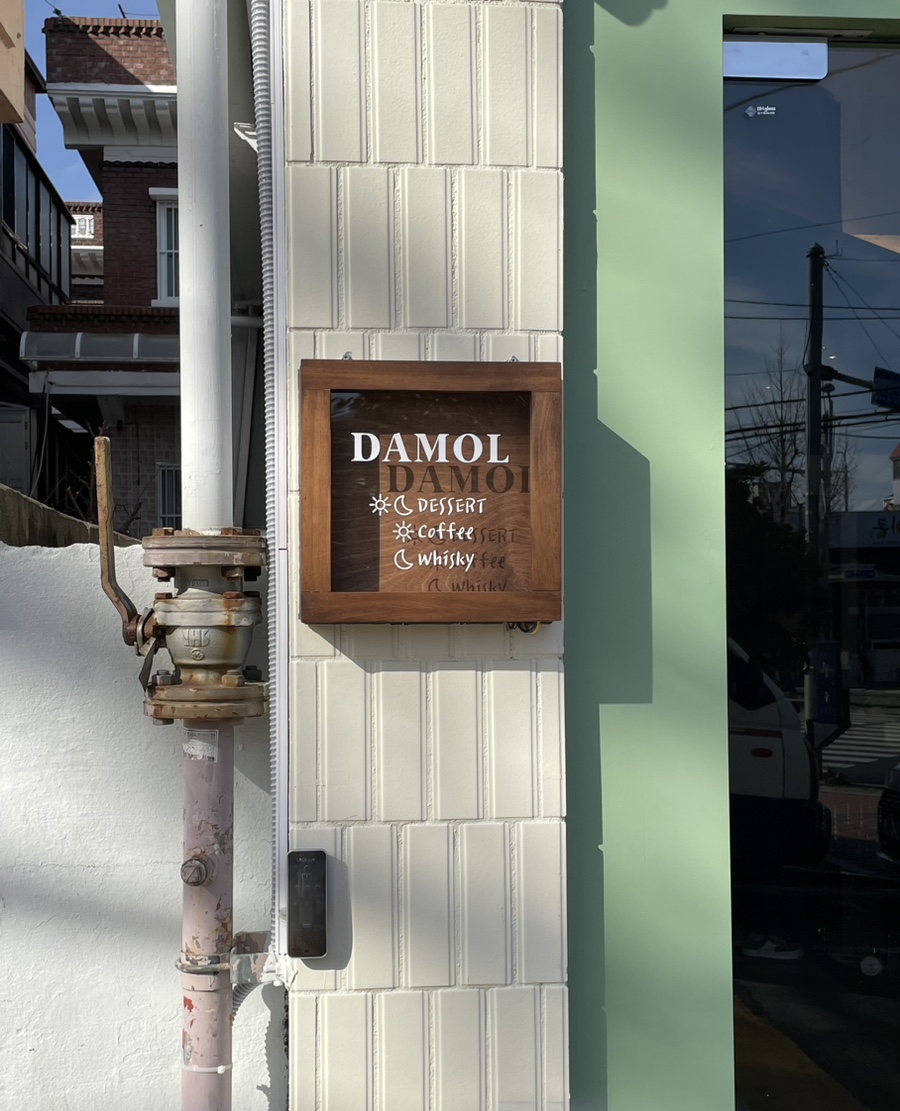 DAMOL
DESSERT
Coffee
Whisky